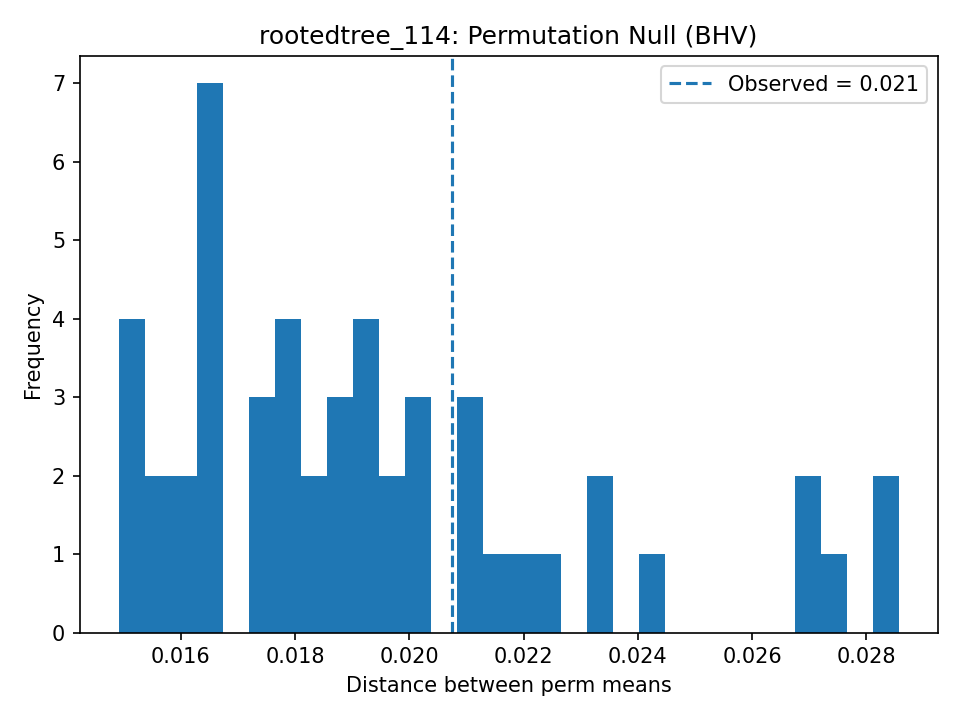 rootedtree_114: Permutation Null (BHV)
Observed = 0.021
7
6
5
4
3
2
1
0
Frequency
0.016 0.018 0.020 0.022 0.024 0.026 0.028
Distance between perm means